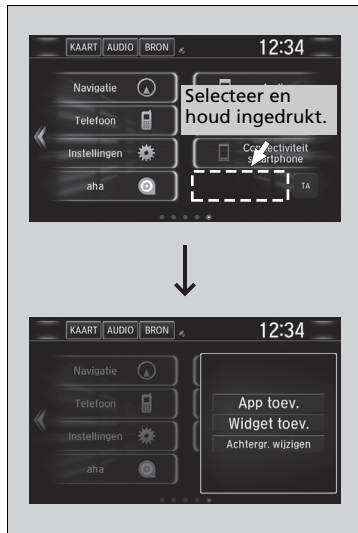 KAART AUDIO BRON 12:34
Navigatie
Selecteer en
houd ingedrukt.
Telefoon
Instellingen
Connectiviteit
smartphone
aha
TA
KAART AUDIO BRON 12:34
Navigatie
Telefoon
Instellingen
aha
App toev.
Widget toev.
Achtergr. wijzigen